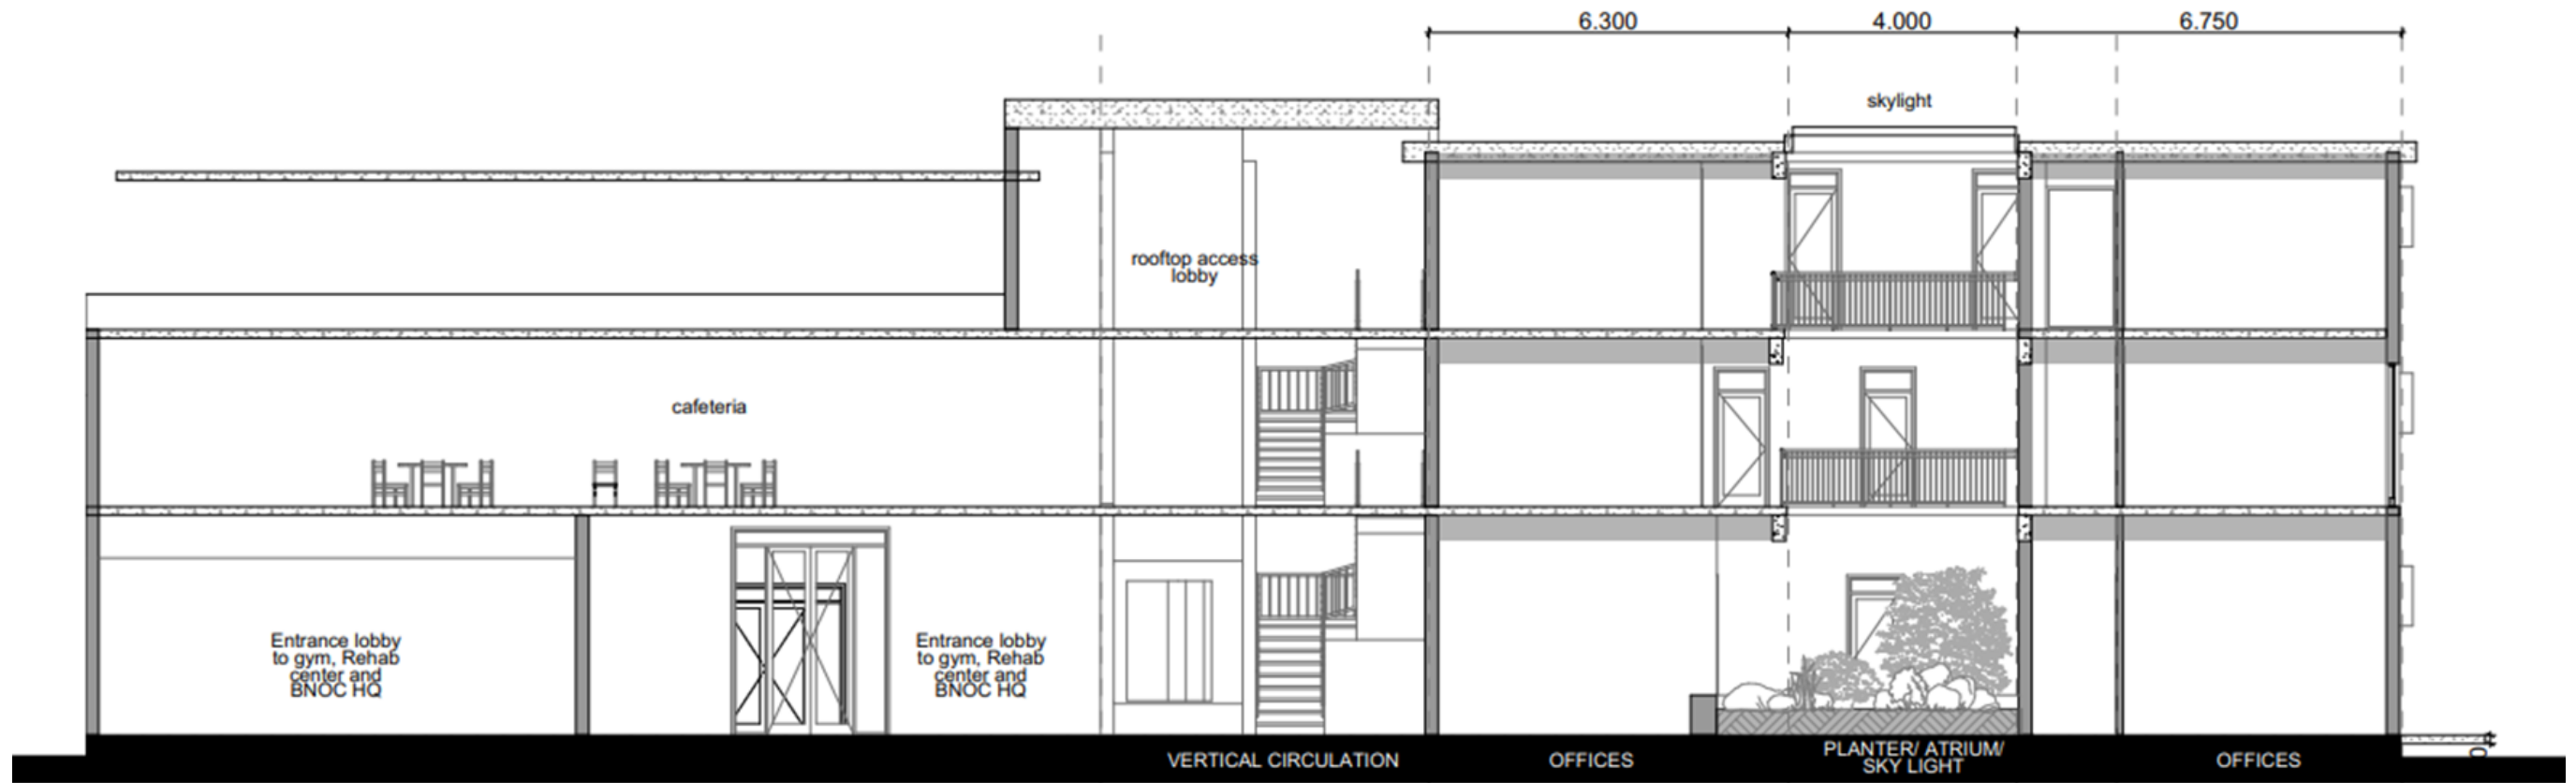 6.300
4.000
6.750
skylight
rooftop access
lobby
cafeteria
Entrance lobby
to gym, Rehab
center and
BNOC HQ
Entrance lobby
to gym, Rehab
center and
BNOC HQ
VERTICAL CIRCULATION
OFFICES
PLANTER/ ATRIUM/
SKY LIGHT
OFFICES